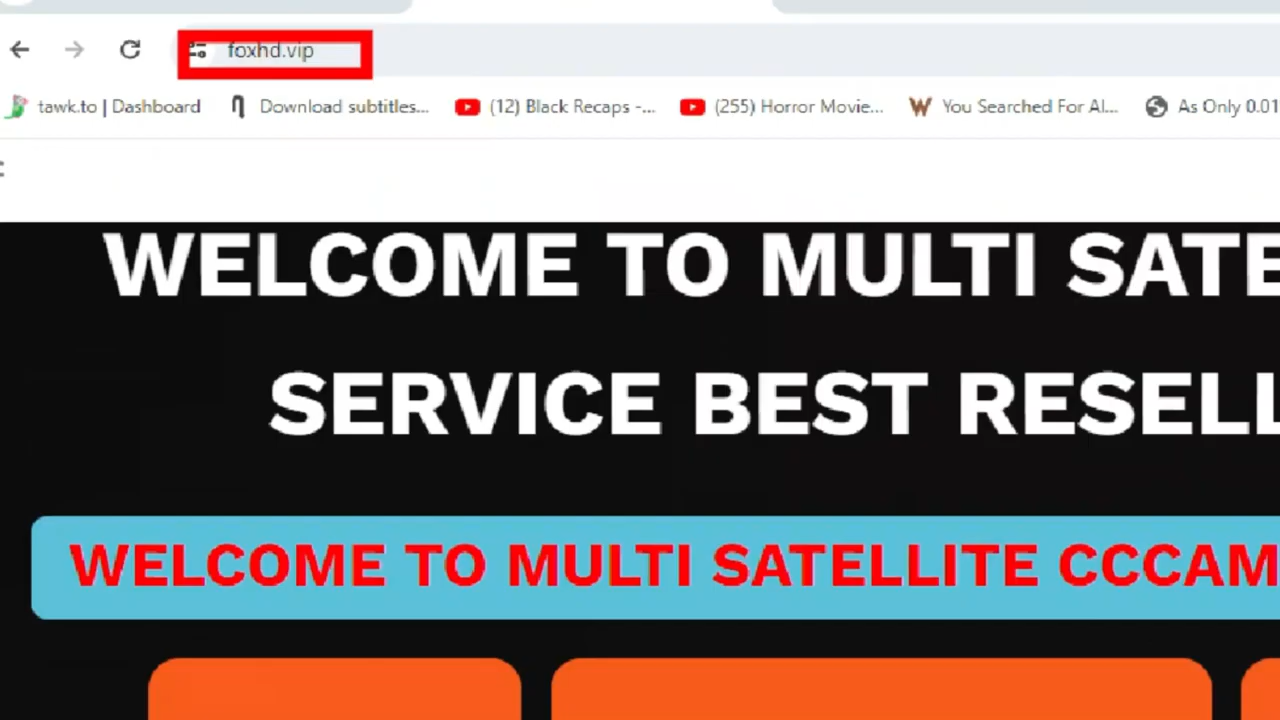 foxhd.vip
tawk.to | Dashboard Download subtitles... (12) Black Recaps -... (255) Horror Movie... You Searched For Al... As Only 0.01
WELCOME TO MULTI SATE
SERVICE BEST RESELL
WELCOME TO MULTI SATELLITE CCCAM